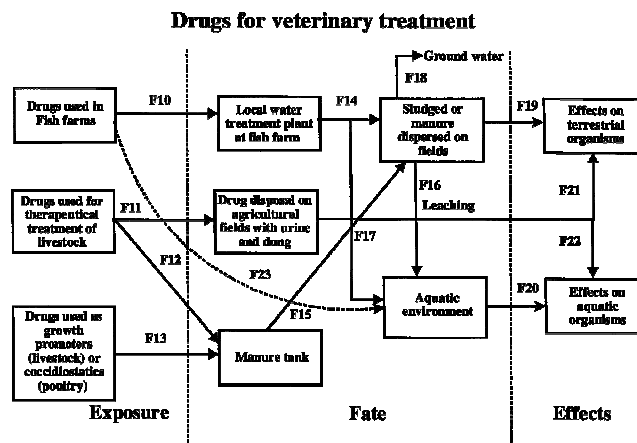 Drugs for veterinary treatment
Ground water
F18
Drugs used in
Fish farms
F10
Local water
treatment plant
at fish farm
F14
Sludged or
manure
dispersed on
fields
F19
Effects on
terrestrial
organisms
Drugs used for
therapeutical
treatment of
livestock
F11
F12
Drug disposed on
agricultural
fields with urine
and dung
F17
F16
Leaching
F21
F22
F23
Drugs used as
growth
promoters
(livestock) or
coccidiostatics
(poultry)
F13
F15
Manure tank
Aquatic
environment
F20
Effects on
aquatic
organisms
Exposure
Fate
Effects